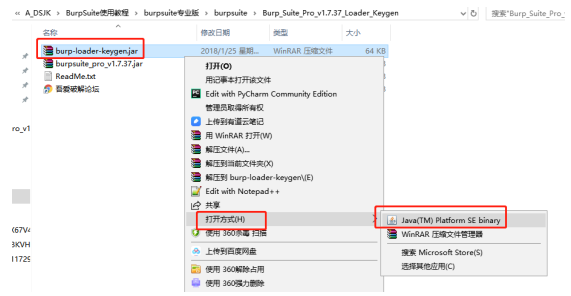 « A_DSJK › BurpSuite使用教程 › burpsuite专业版 › burpsuite › Burp_Suite_Pro_v1.7.37_Loader_Keygen
搜索"Burp_Suite_Pro_
名称 修改日期 类型 大小
burp-loader-keygen.jar 2018/1/25 星期... WinRAR 压缩文件 64 KB
burpsuite_pro_v1.7.37.jar
ReadMe.txt
吾爱破解论坛
打开(O)
用记事本打开该文件
Edit with PyCharm Community Edition
管理员取得所有权
上传到有道云笔记
用 WinRAR 打开(W)
解压文件(A)...
解压到当前文件夹(X)
解压到 burp-loader-keygen\(E)
Edit with Notepad++
共享
打开方式(H)
使用 360杀毒 扫描
上传到百度网盘
使用 360解除占用
使用 360强力删除
Java(TM) Platform SE binary
WinRAR 压缩文件管理器
搜索 Microsoft Store(S)
选择其他应用(C)
ro_v1
(67V4
3KVH
1729